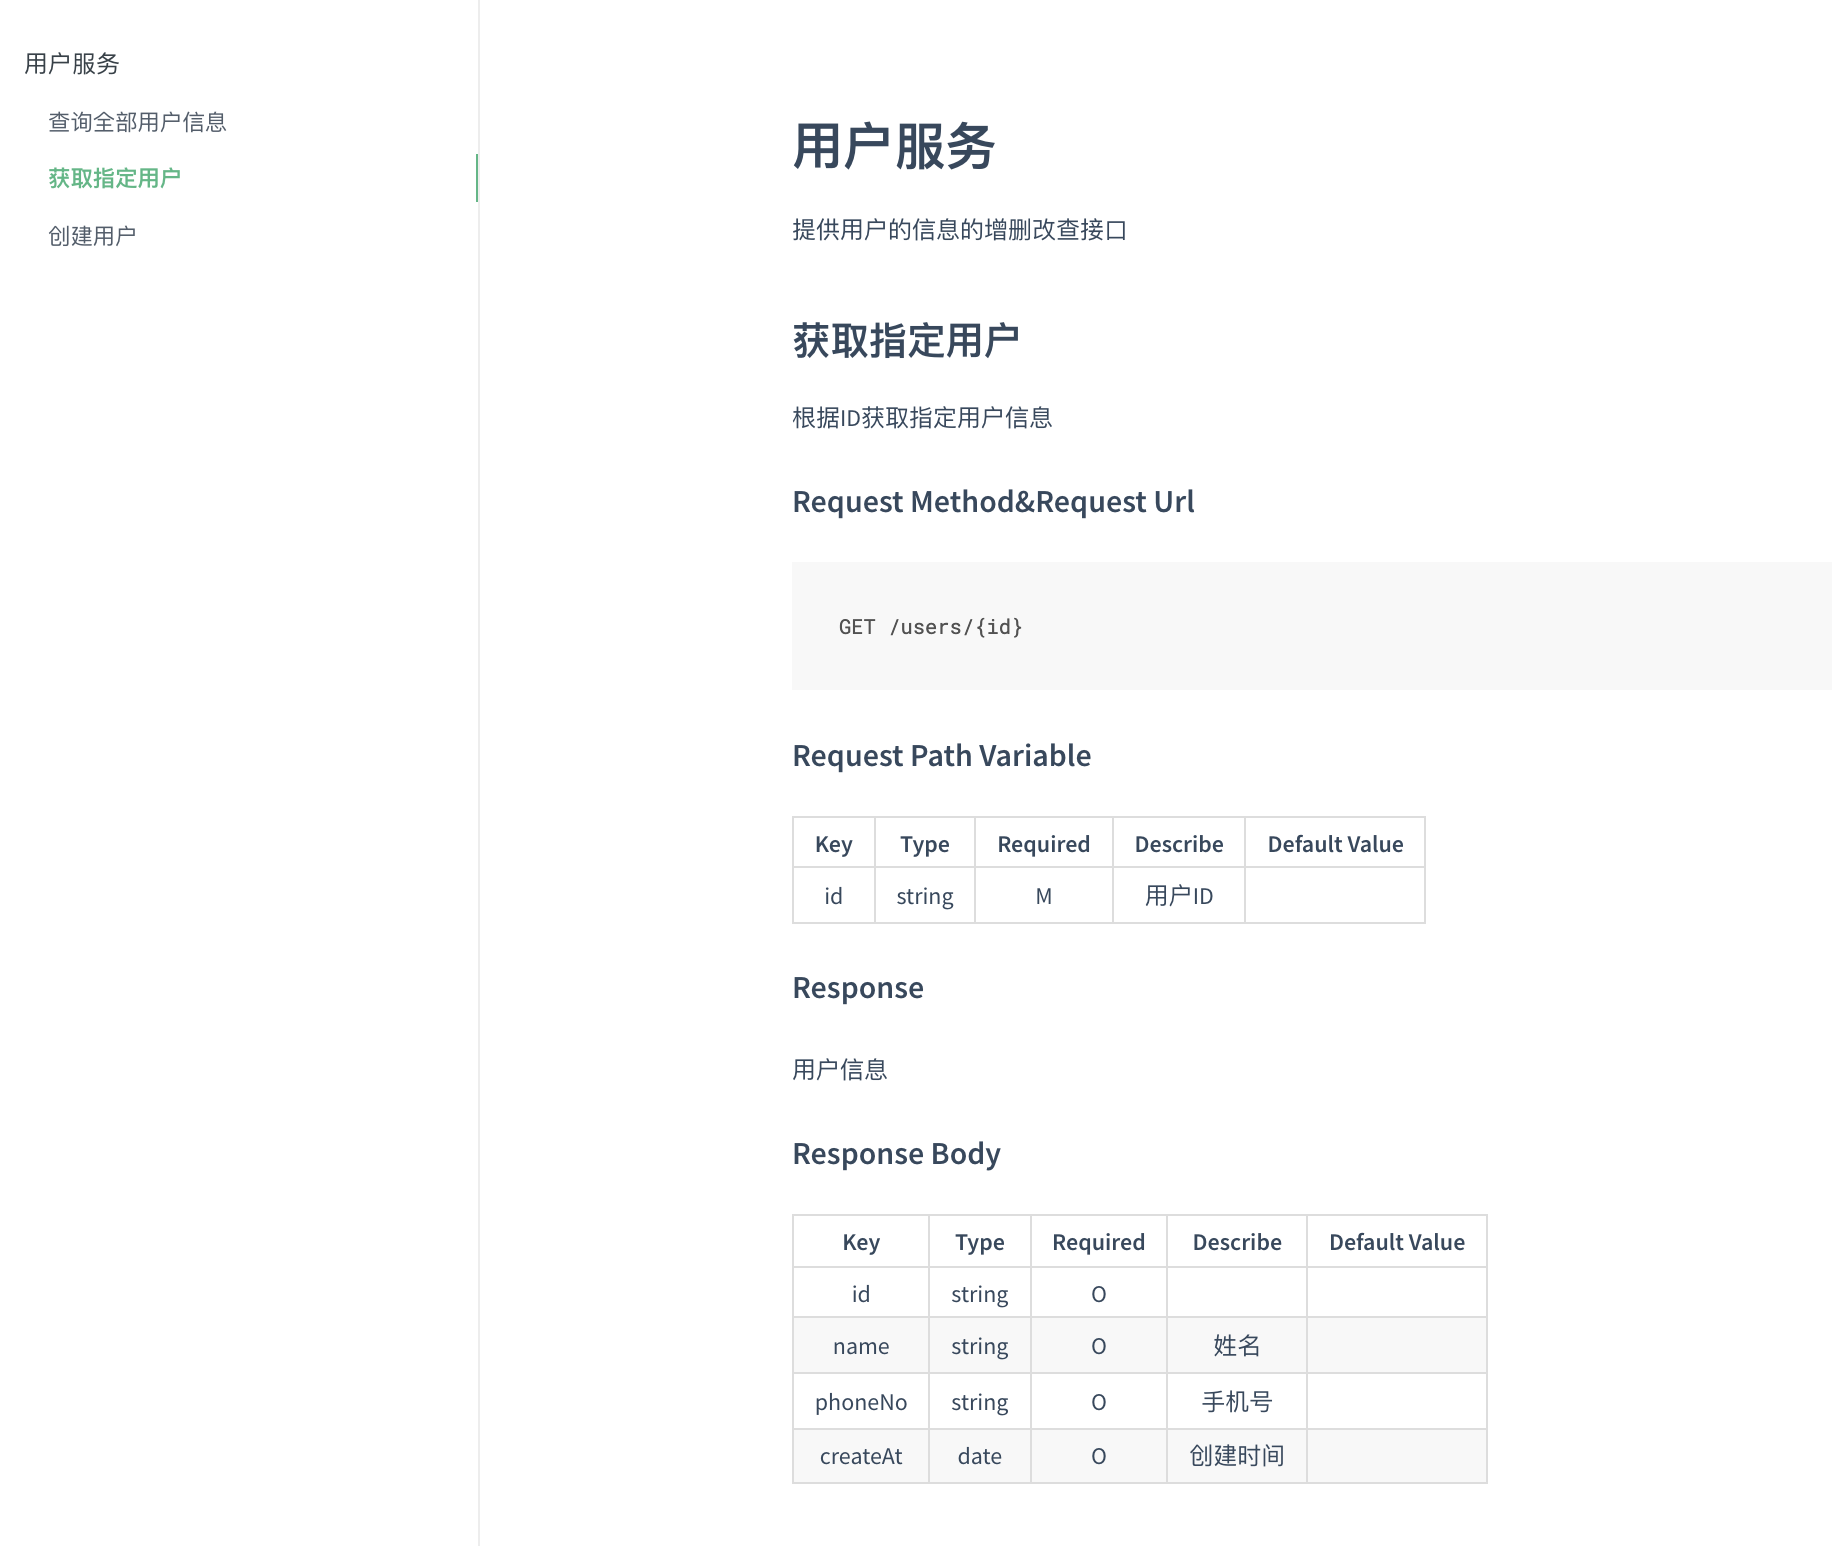 用户服务
查询全部用户信息
获取指定用户
创建用户
用户服务
提供用户的信息的增删改查接口
获取指定用户
根据ID获取指定用户信息
Request Method&Request Url
GET /users/{id}
Request Path Variable
Key Type Required Describe Default Value
id string M 用户ID
Response
用户信息
Response Body
Key Type Required Describe Default Value
id string O
name string O 姓名
phoneNo string O 手机号
createAt date O 创建时间